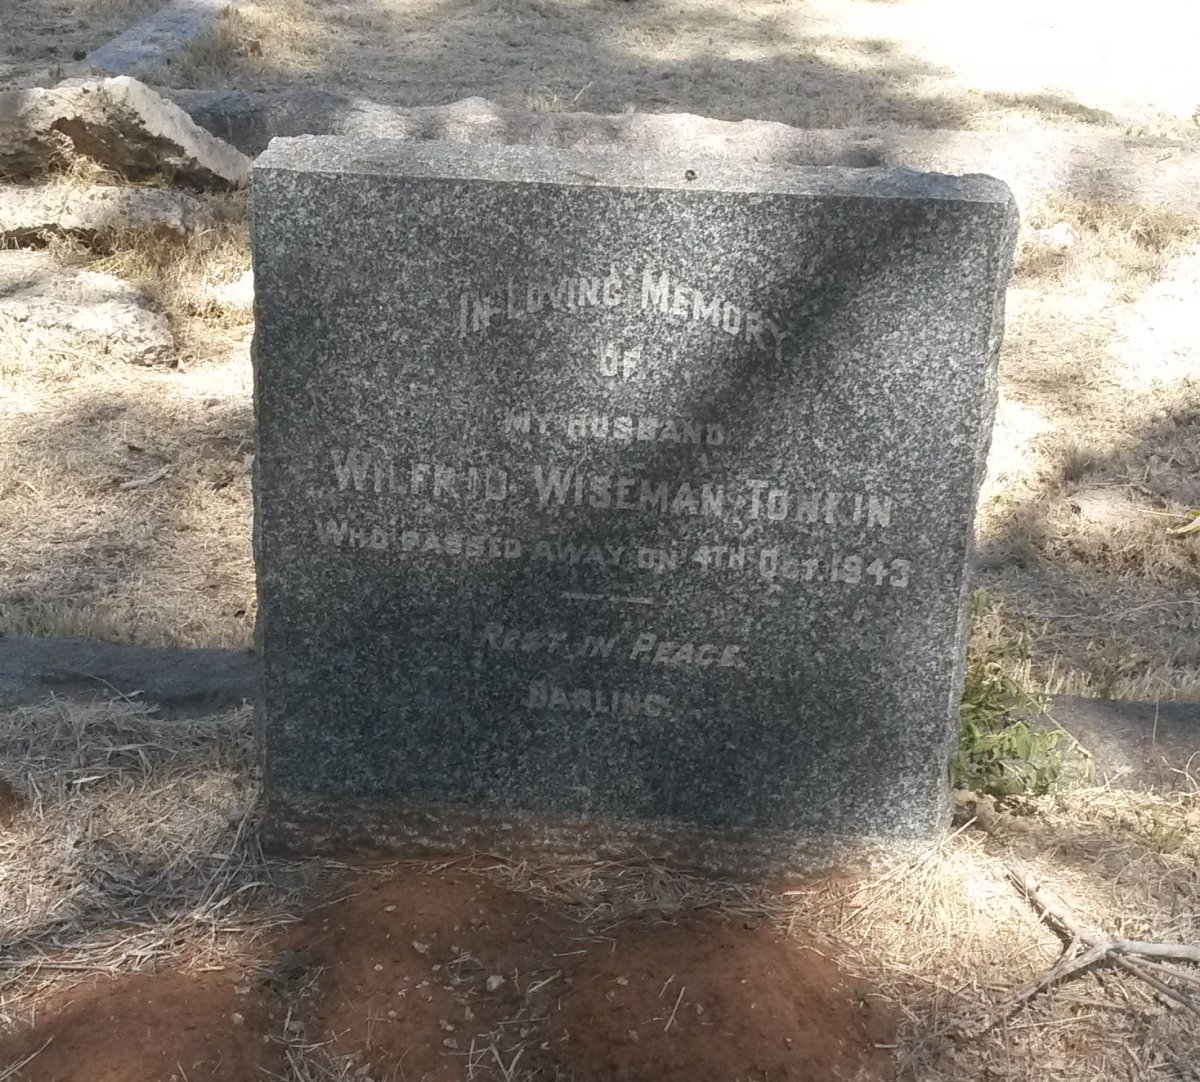 IN LOVING MEMORY
OF
MY HUSBAND
WILFRID WISEMAN TONKIN
WHO PASSED AWAY ON 4TH OCT. 1943
REST IN PEACE
DARLING.